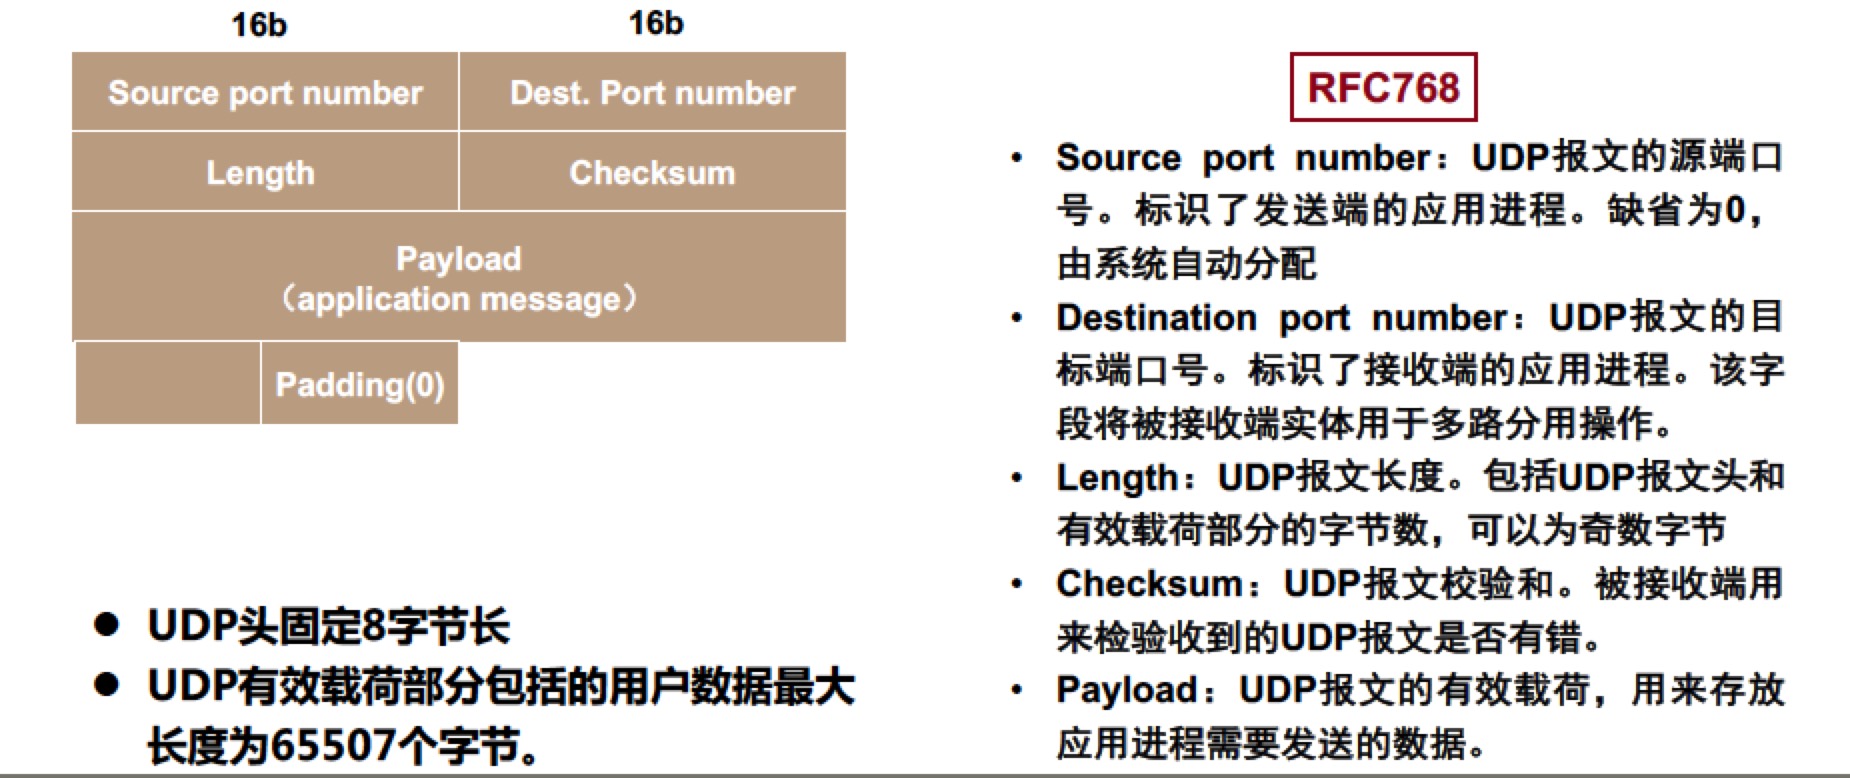 16b 16b
Source port number Dest. Port number
Length Checksum
Payload
（application message）
Padding(0)
● UDP头固定8字节长
● UDP有效载荷部分包括的用户数据最大
长度为65507个字节。
RFC768
• Source port number：UDP报文的源端口
号。标识了发送端的应用进程。缺省为0，
由系统自动分配
• Destination port number：UDP报文的目
标端口号。标识了接收端的应用进程。该字
段将被接收端实体用于多路分用操作。
• Length：UDP报文长度。包括UDP报文头和
有效载荷部分的字节数，可以为奇数字节
• Checksum：UDP报文校验和。被接收端用
来检验收到的UDP报文是否有错。
• Payload：UDP报文的有效载荷，用来存放
应用进程需要发送的数据。